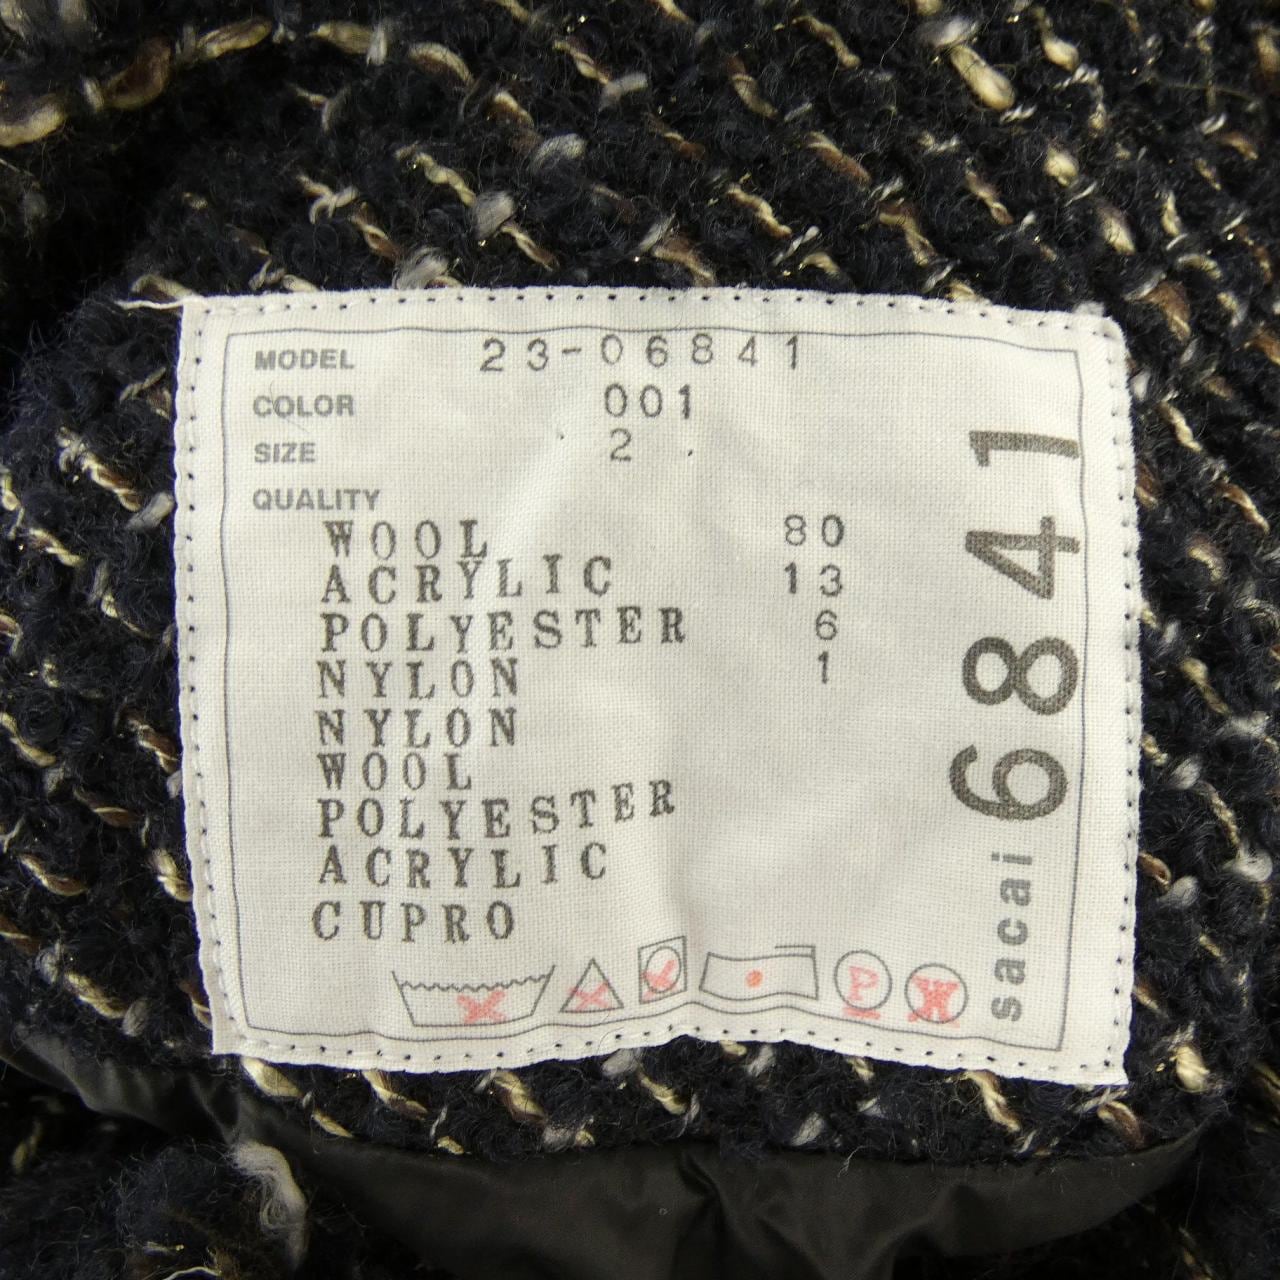 MODEL 23-06841
COLOR 001
SIZE 2
QUALITY
WOOL 80
ACRYLIC 13
POLYESTER 6
NYLON 1
NYLON
WOOL
POLYESTER
ACRYLIC
CUPRO
P
W
sacai 6841